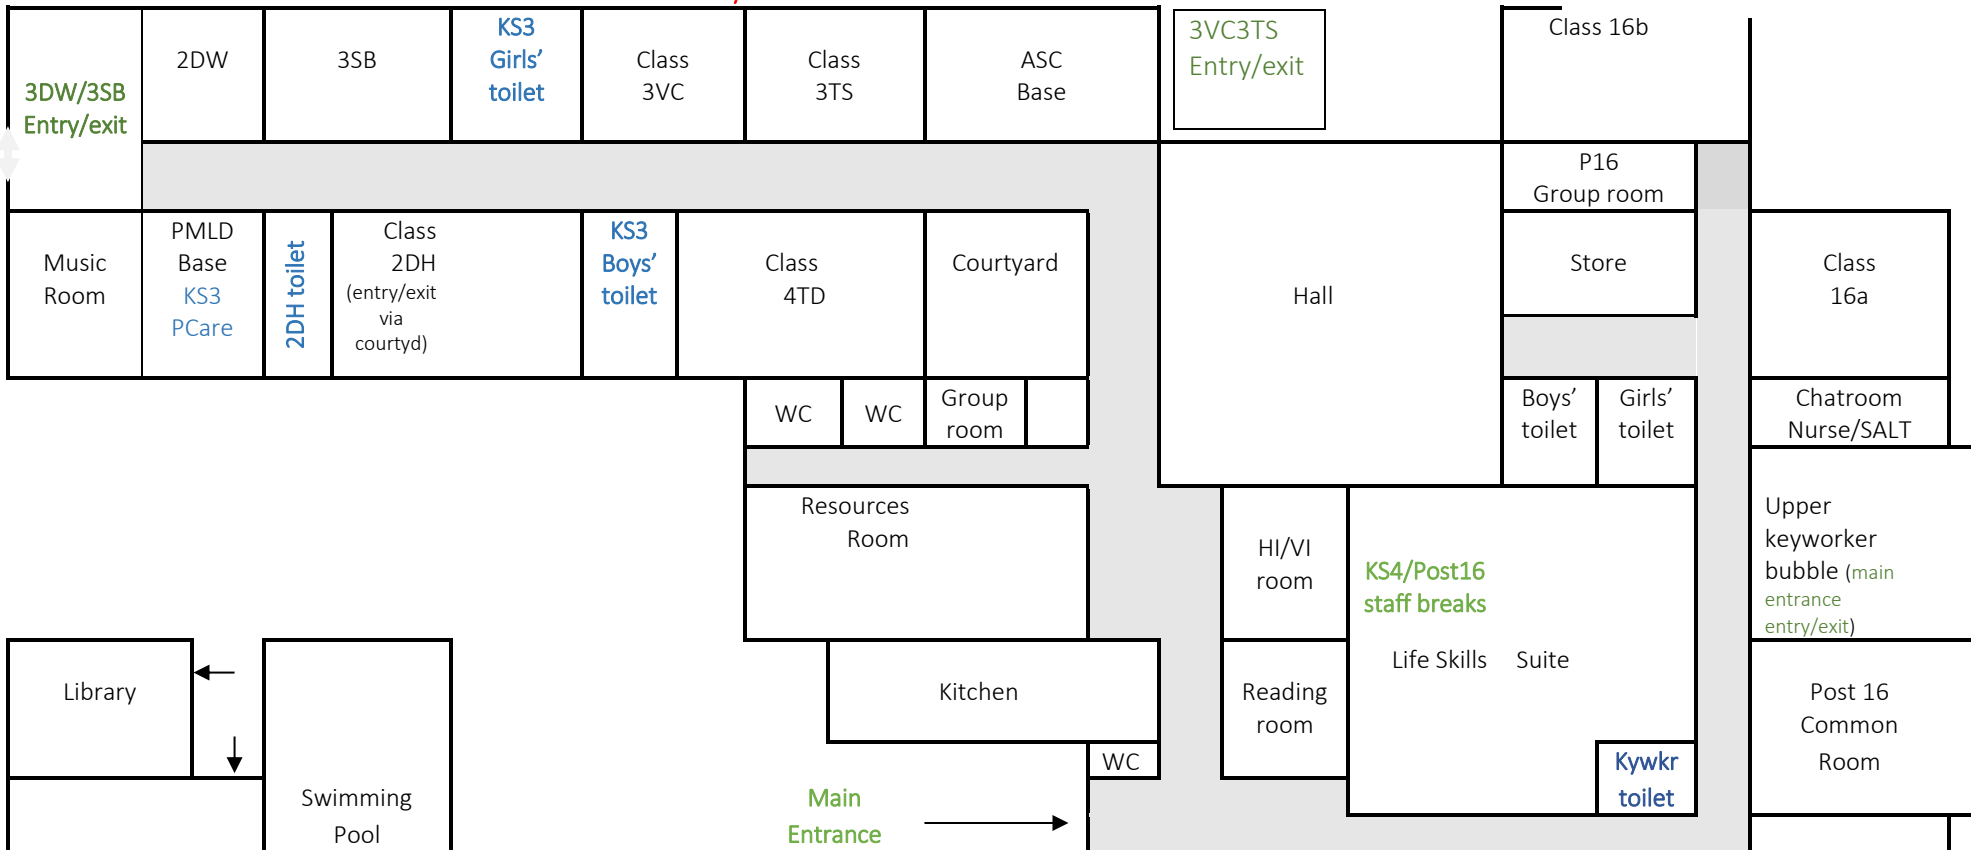 3DW/3SB
Entry/exit
2DW
3SB
KS3
Girls’
toilet
Class
3VC
Class
3TS
ASC
Base
3VC3TS
Entry/exit
Class 16b
P16
Group room
Music
Room
PMLD
Base
KS3
PCare
2DH toilet
Class
2DH
(entry/exit
via
courtyd)
KS3
Boys’
toilet
Class
4TD
Courtyard
Hall
Store
Class
16a
WC
WC
Group
room
Boys’
toilet
Girls’
toilet
Chatroom
Nurse/SALT
Resources
Room
HI/VI
room
KS4/Post16
staff breaks
Life Skills Suite
Upper
keyworker
bubble (main
entrance
entry/exit)
Library
Swimming
Pool
Kitchen
WC
Reading
room
Kywkr
toilet
Post 16
Common
Room
Main
Entrance